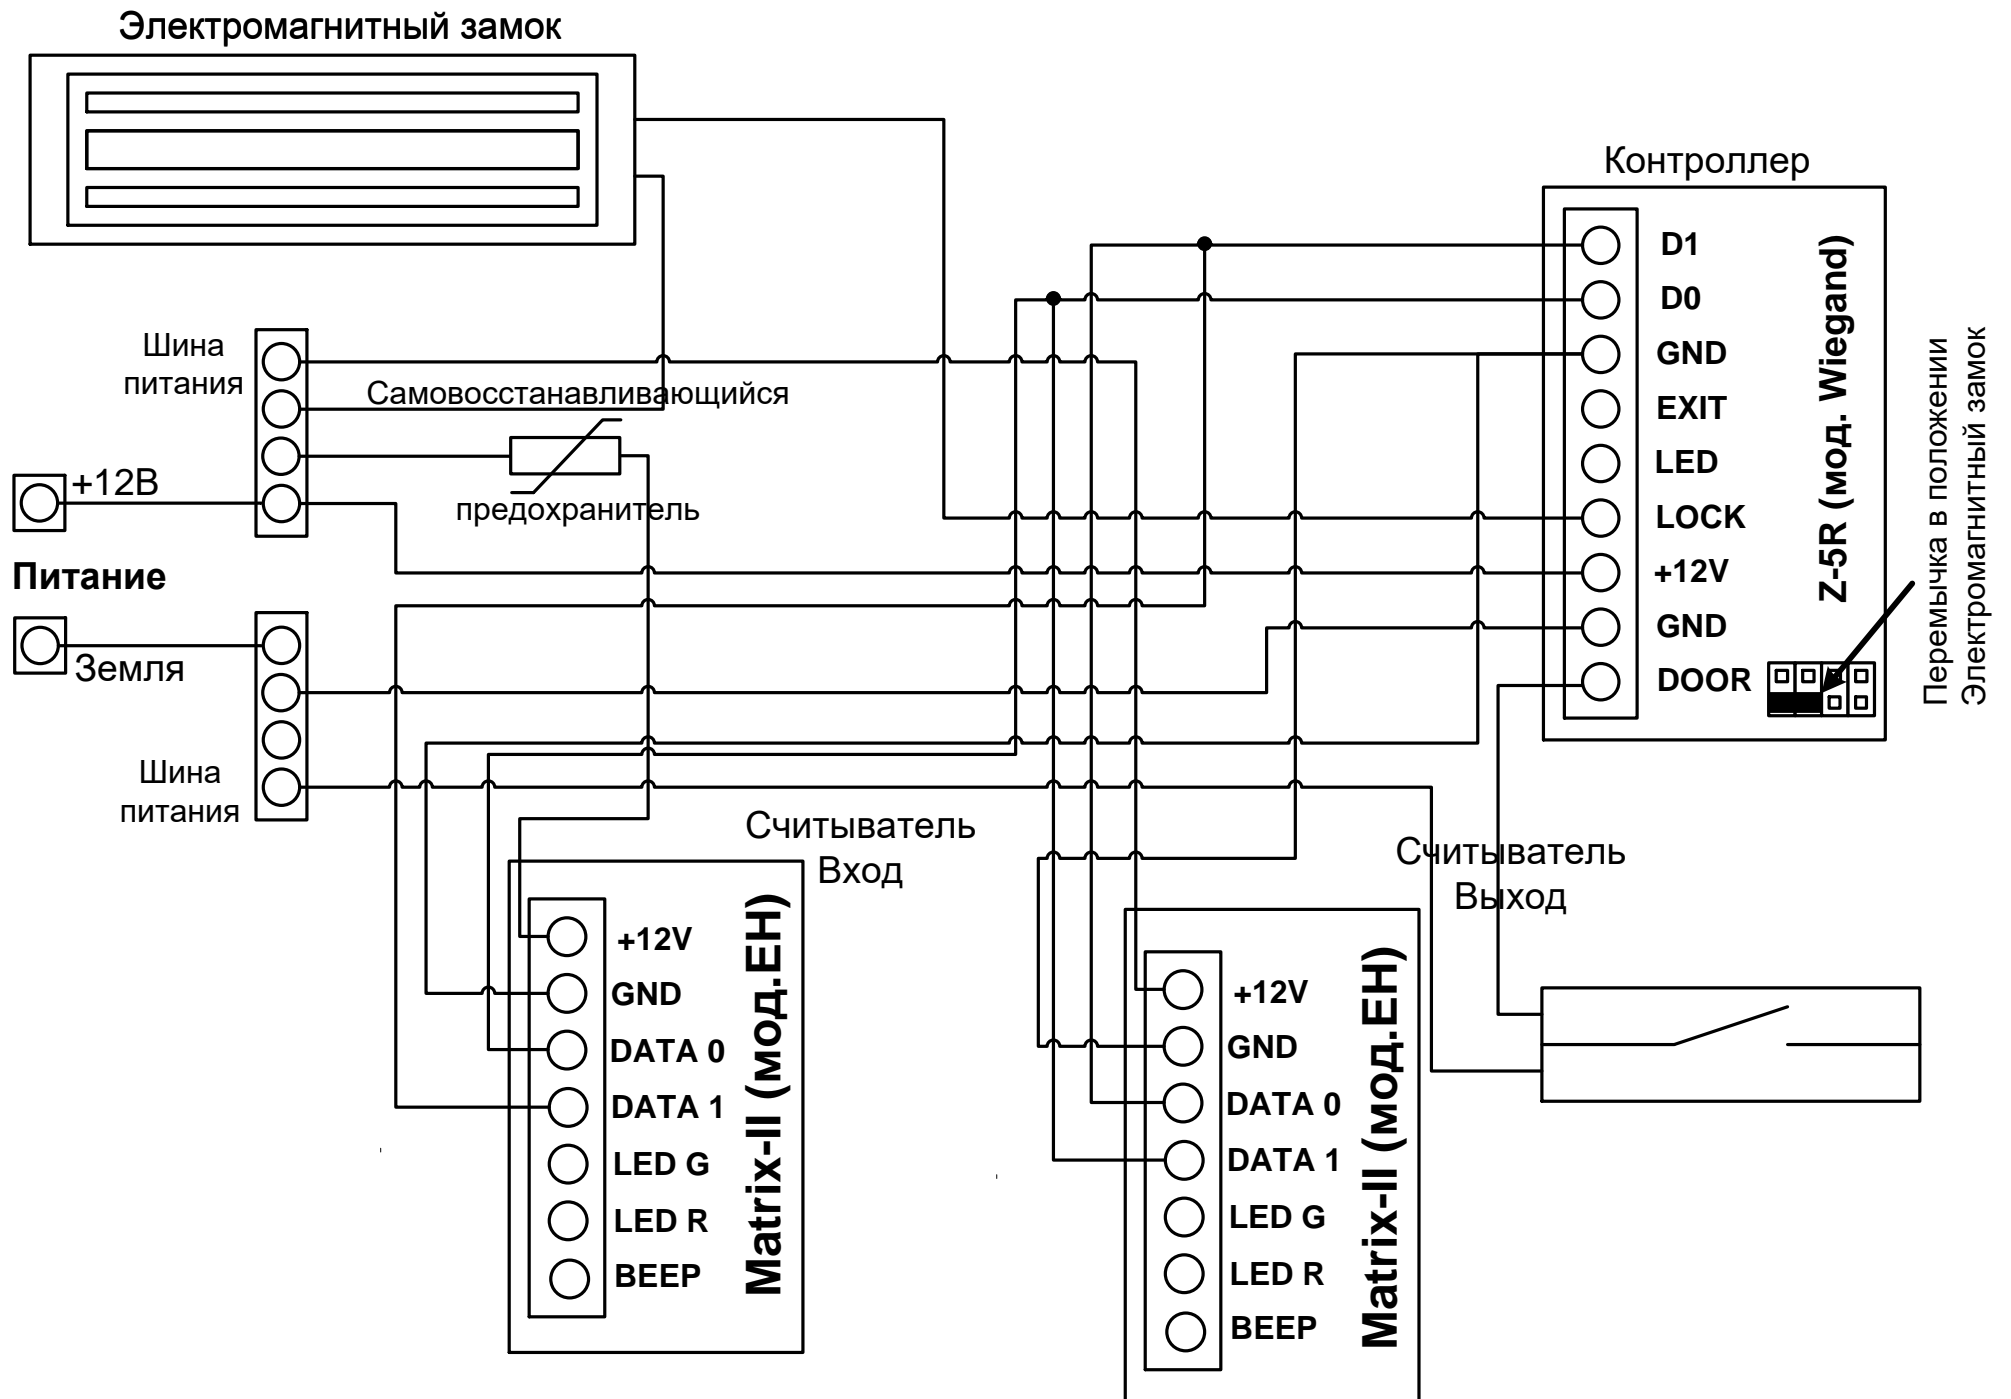 Электромагнитный замок
Контроллер
D1
D0
GND
EXIT
LED
LOCK
+12V
GND
DOOR
Z-5R (мод. Wiegand)
Перемычка в положении
Электромагнитный замок
Шина
питания
Самовосстанавливающийся
предохранитель
+12В
Питание
Земля
Шина
питания
Считыватель
Вход
+12V
GND
DATA 0
DATA 1
LED G
LED R
BEEP
Matrix-II (мод.EH)
Считыватель
Выход
+12V
GND
DATA 0
DATA 1
LED G
LED R
BEEP
Matrix-II (мод.EH)